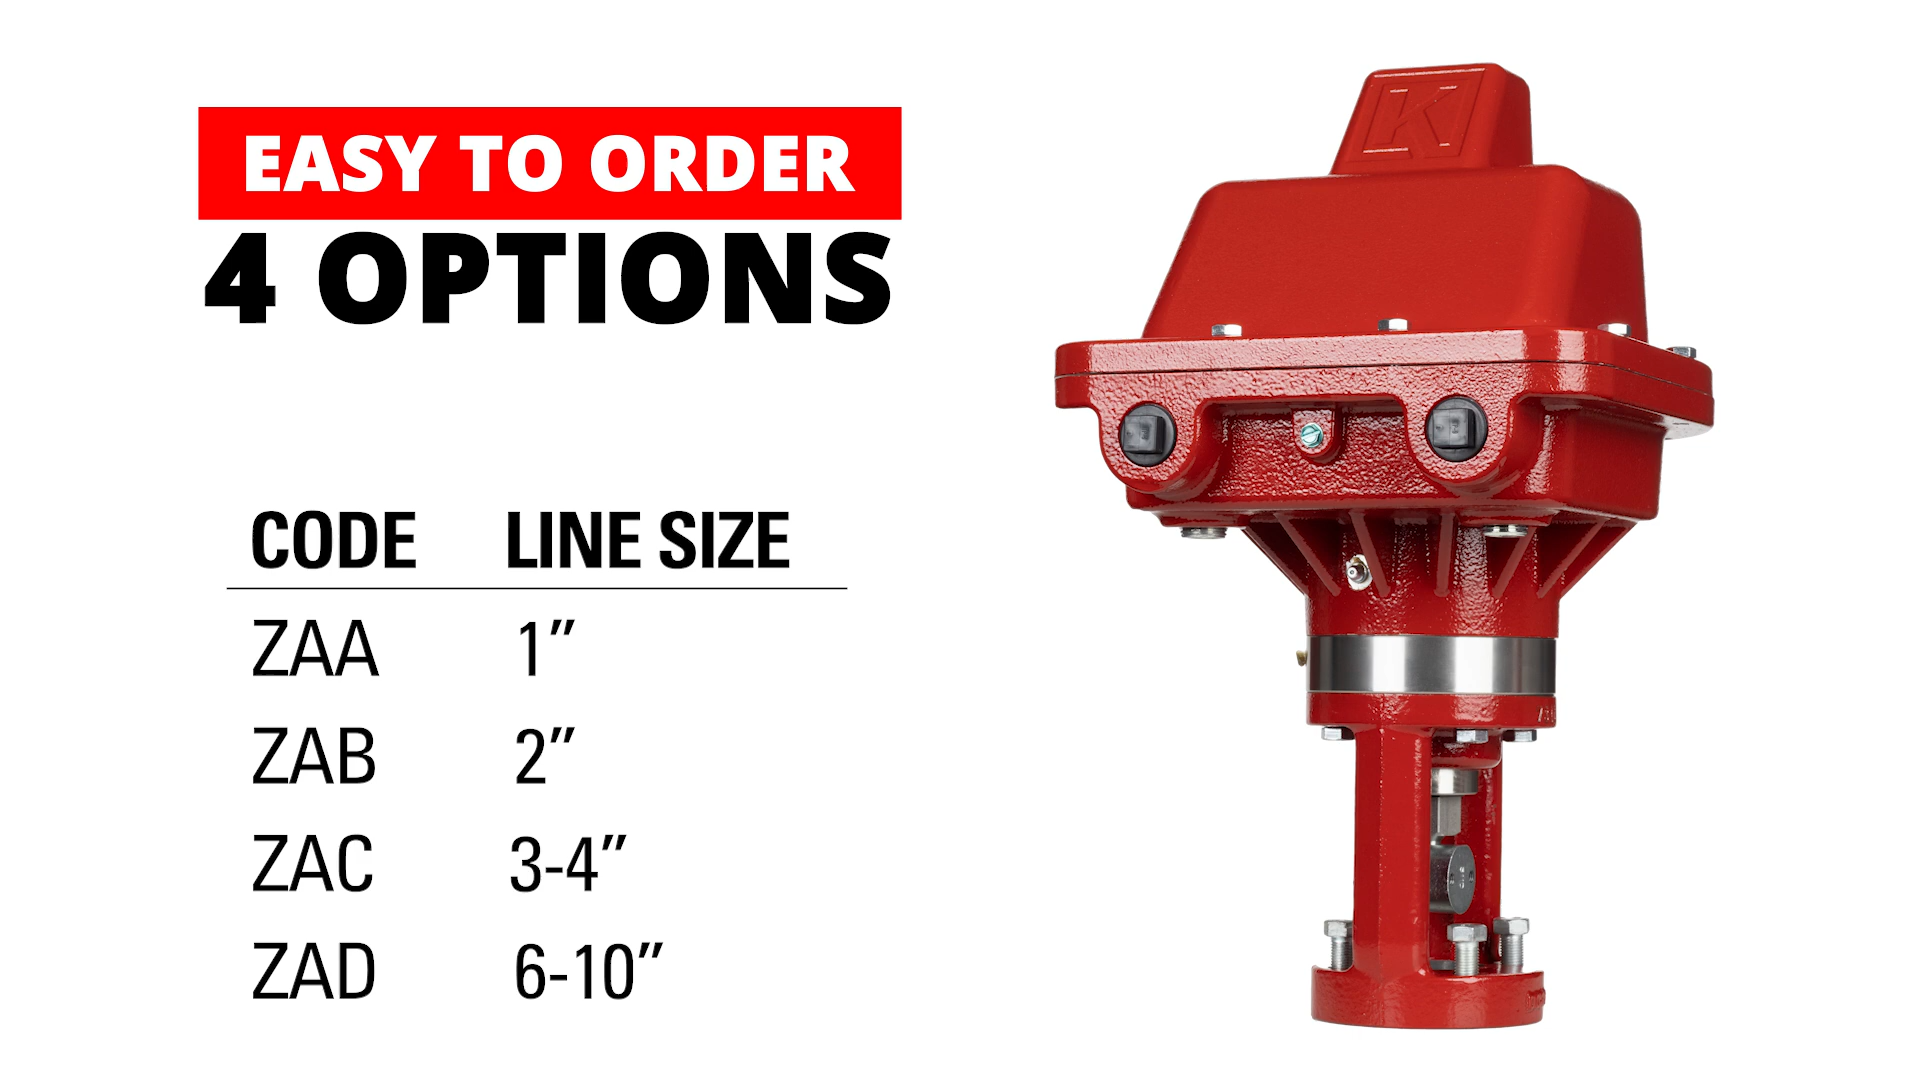 EASY TO ORDER
4 OPTIONS
CODE LINE SIZE
ZAA 1”
ZAB 2”
ZAC 3-4”
ZAD 6-10”
K